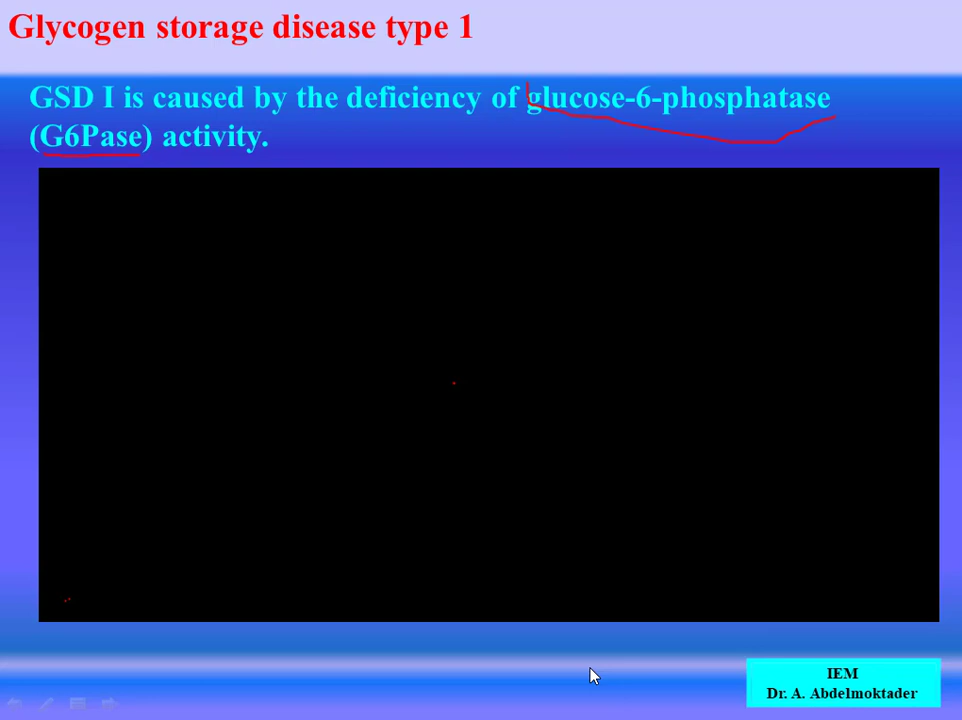 Glycogen storage disease type 1
GSD I is caused by the deficiency of glucose-6-phosphatase
(G6Pase) activity.
IEM
Dr. A. Abdelmoktader